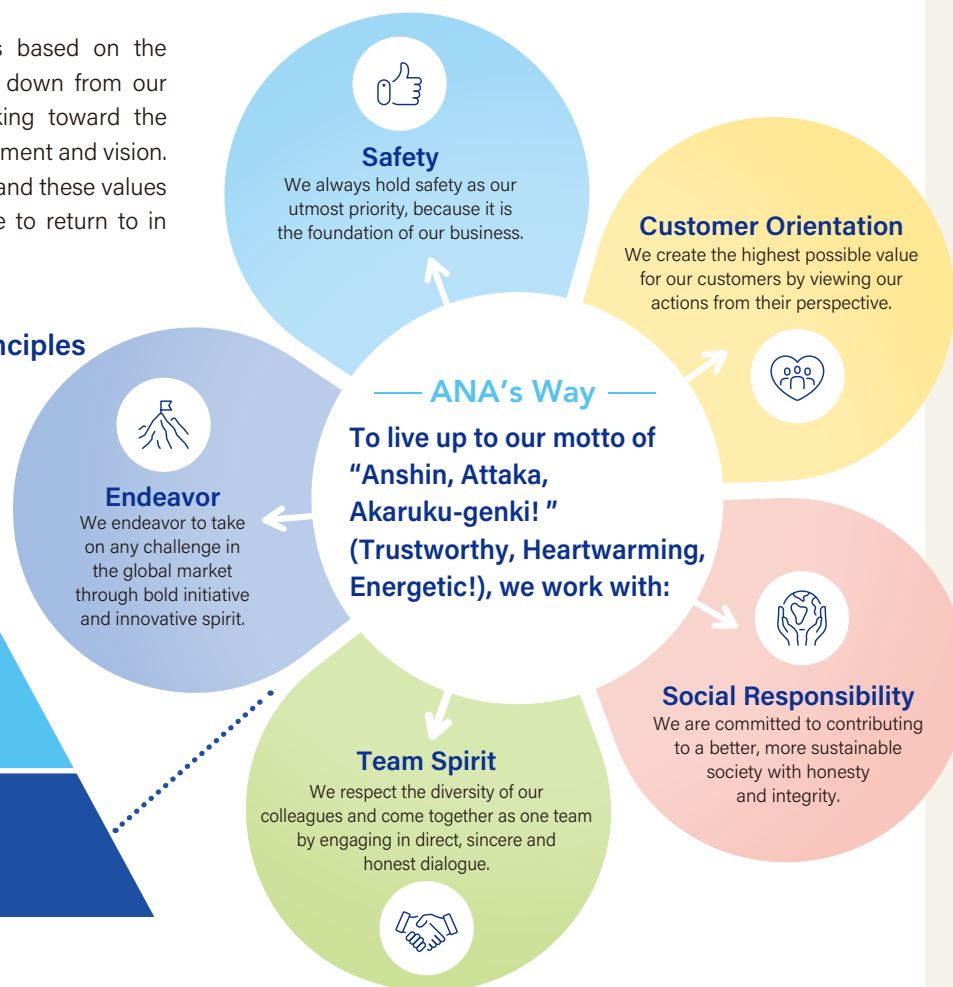 based on the
down from our
toward the
and vision.
and these values
to return to in
Safety
We always hold safety as our
utmost priority, because it is
the foundation of our business.
Customer Orientation
We create the highest possible value
for our customers by viewing our
actions from their perspective.
ANA's Way
To live up to our motto of
“Anshin, Attaka,
Akaruku-genki! ”
(Trustworthy, Heartwarming,
Energetic!), we work with:
Endeavor
We endeavor to take
on any challenge in
the global market
through bold initiative
and innovative spirit.
Social Responsibility
We are committed to contributing
to a better, more sustainable
society with honesty
and integrity.
Team Spirit
We respect the diversity of our
colleagues and come together as one team
by engaging in direct, sincere and
honest dialogue.